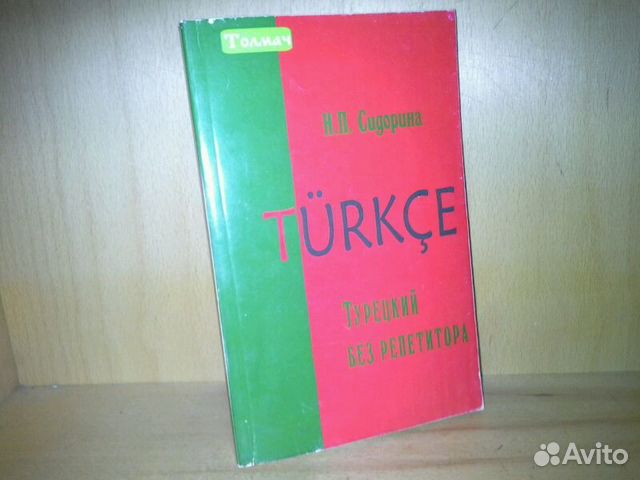 Толмач
Н.П. Сидорина
TÜRKÇE
Турецкий
без репетитора
Avito